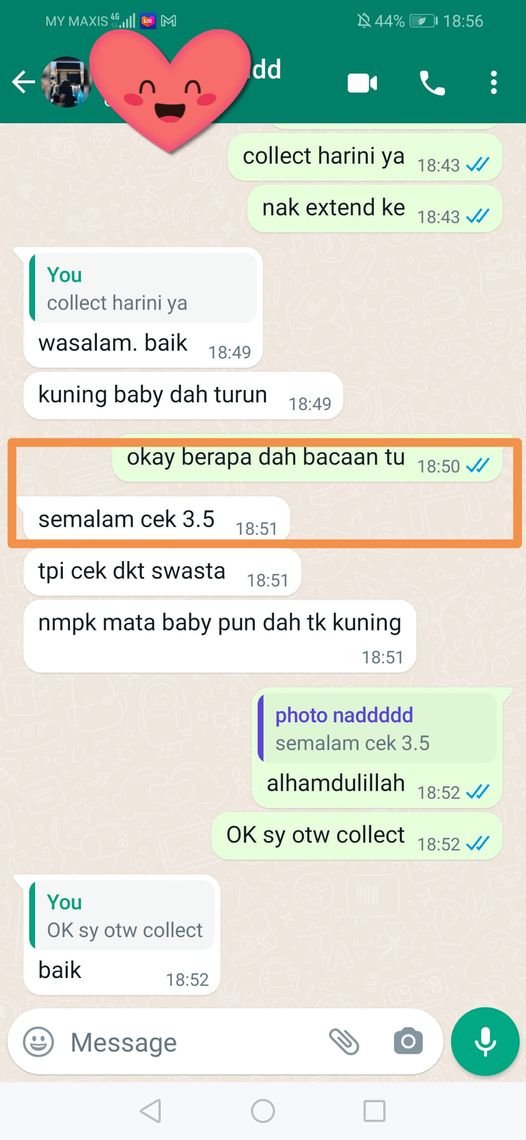 MY MAXIS 4G 44% 18:56
dd
collect harini ya 18:43
nak extend ke 18:43
You
collect harini ya
wasalam. baik 18:49
kuning baby dah turun 18:49
okay berapa dah bacaan tu 18:50
semalam cek 3.5 18:51
tpi cek dkt swasta 18:51
nmpk mata baby pun dah tk kuning
18:51
photo naddddd
semalam cek 3.5
alhamdulillah 18:52
OK sy otw collect 18:52
You
OK sy otw collect
baik 18:52
Message